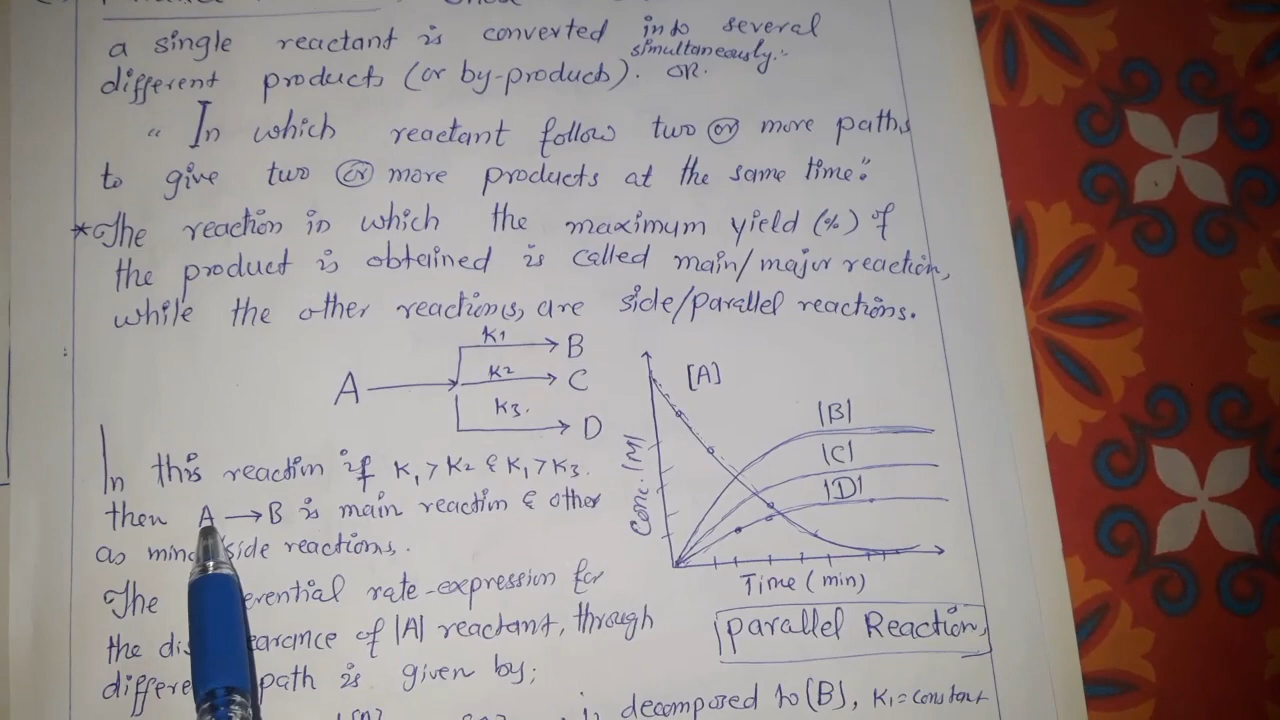 a single reactant is converted into several
simultaneously.
different products (or by-products). OR.
" In which reactant follow two or more paths
to give two or more products at the same time."
*The reaction in which the maximum yield (%) of
the product is obtained is called main/major reaction,
while the other reactions, are side/parallel reactions.
K1
B
A
K2
C
K3.
D
[A]
|B|
|C|
|D|
Conc. |M|
Time (min)
parallel Reaction,
In this reaction if K1 > K2 & K1 > K3.
then A → B is main reaction & other
as side reactions.
The rate-expression for
the of |A| reactant, through
path is given by;
is decomposed to [B], K1 = constant